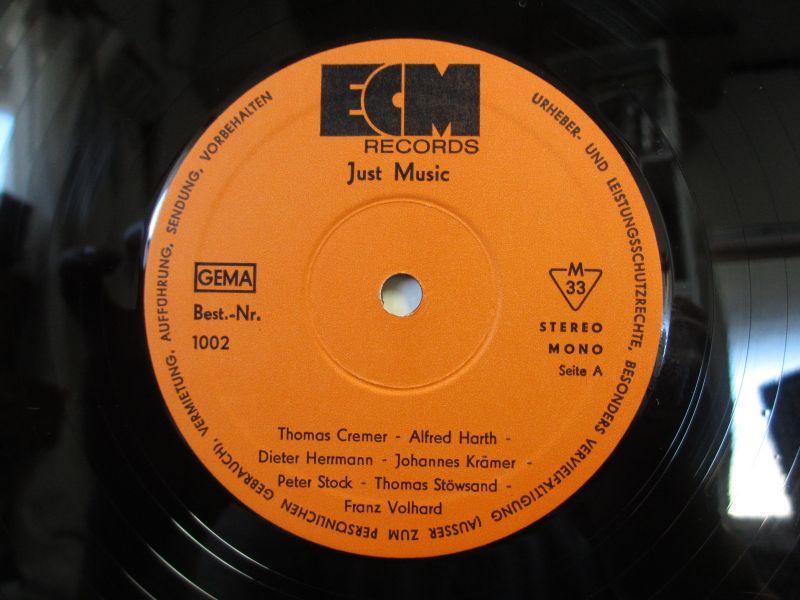 ECM
RECORDS
Just Music
GEMA
Best.-Nr.
1002
M
33
STEREO
MONO
Seite A
Thomas Cremer - Alfred Harth -
Dieter Herrmann - Johannes Krämer -
Peter Stock - Thomas Stöwsand -
Franz Volhard
URHEBER- UND LEISTUNGSSCHUTZRECHTE, BESONDERS VERVIELFÄLTIGUNG (AUSSER ZUM PERSÖNLICHEN GEBRAUCH), VERMIETUNG, AUFFÜHRUNG, SENDUNG, VORBEHALTEN